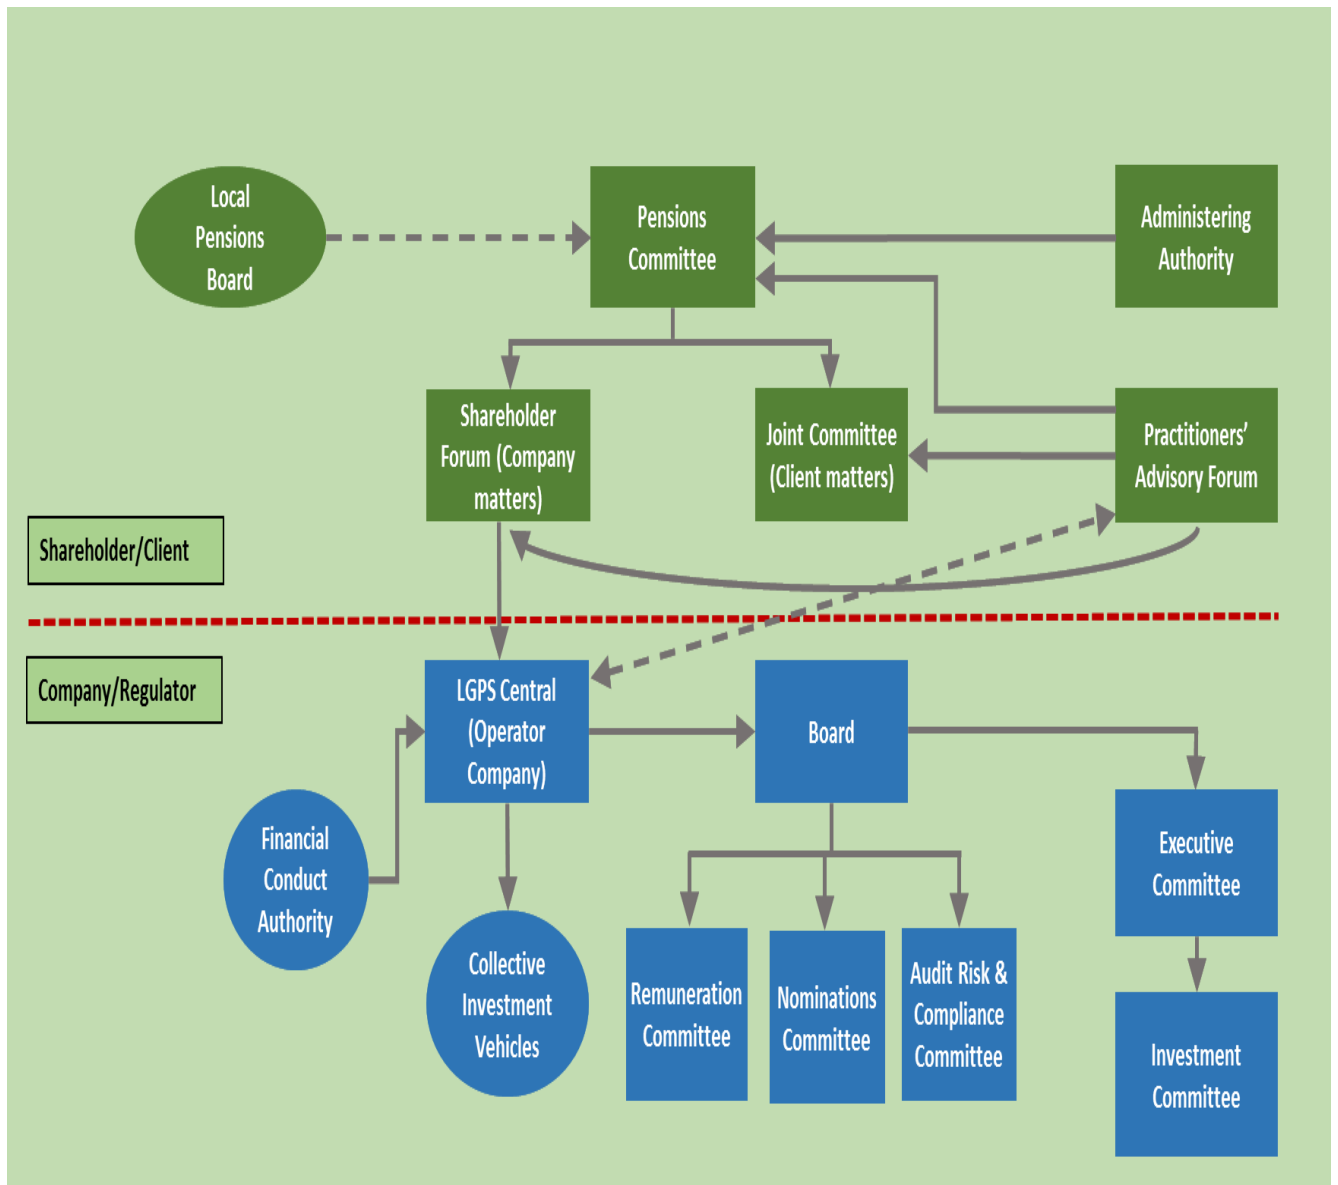 Local
Pensions
Board
Pensions
Committee
Administering
Authority
Shareholder
Forum (Company
matters)
Joint Committee
(Client matters)
Practitioners’
Advisory Forum
Shareholder/Client
Company/Regulator
LGPS Central
(Operator
Company)
Board
Financial
Conduct
Authority
Executive
Committee
Collective
Investment
Vehicles
Remuneration
Committee
Nominations
Committee
Audit Risk &
Compliance
Committee
Investment
Committee